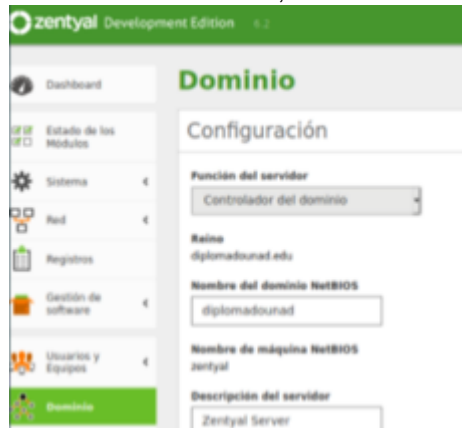 zentyal Development Edition 6.2
Dashboard
Estado de los
Módulos
Sistema
Red
Registros
Gestión de
software
Usuarios y
Equipos
Dominio
Dominio
Configuración
Función del servidor
Controlador del dominio
Reino
diplomadounad.edu
Nombre del dominio NetBIOS
diplomadounad
Nombre de máquina NetBIOS
zentyal
Descripción del servidor
Zentyal Server